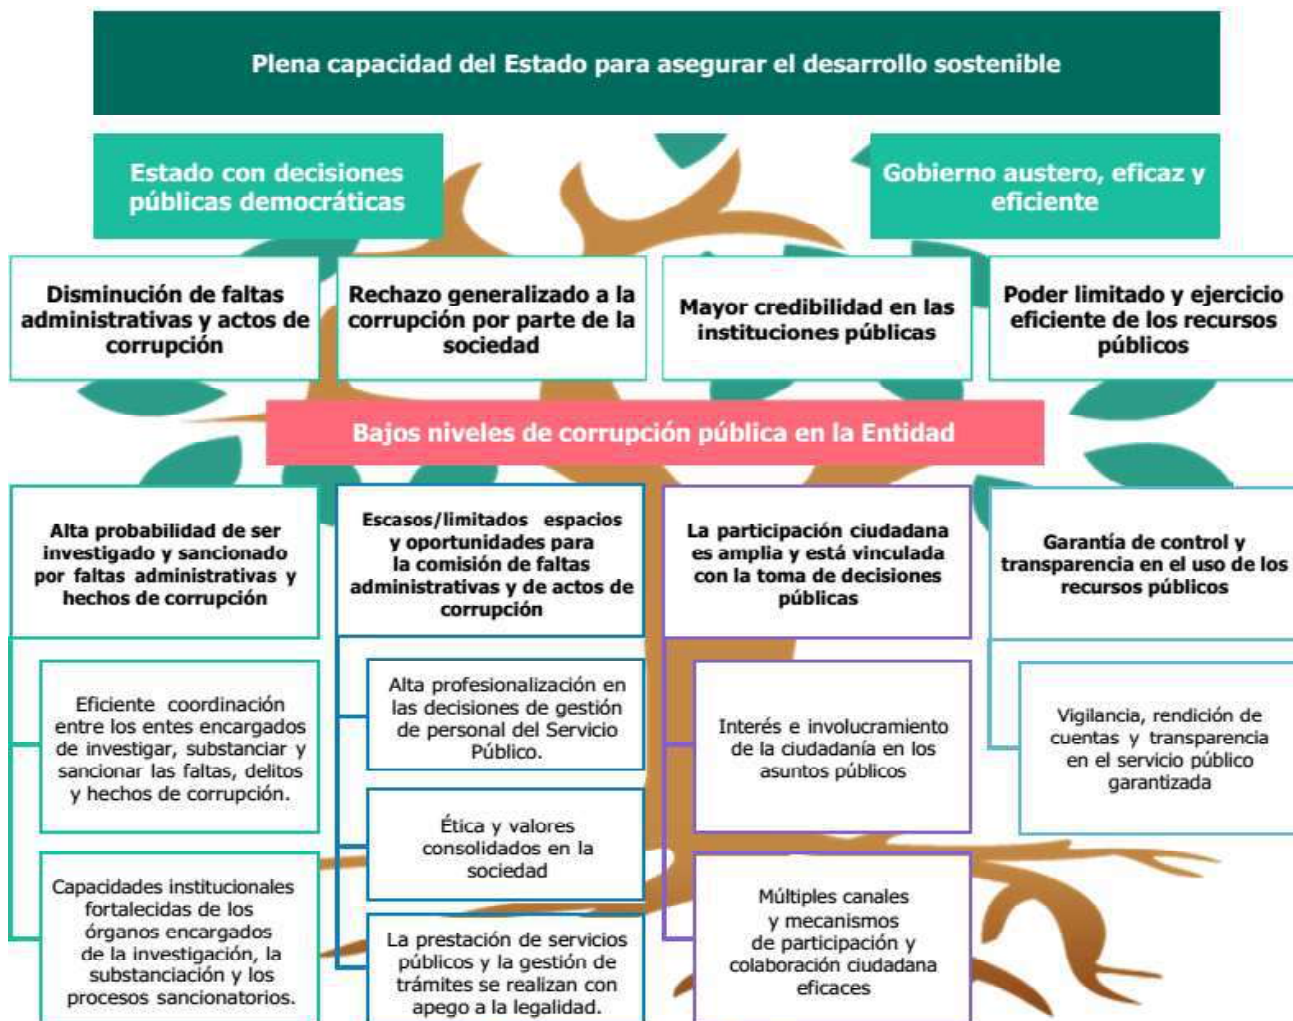 Plena capacidad del Estado para asegurar el desarrollo sostenible
Estado con decisiones
públicas democráticas
Gobierno austero, eficaz y
eficiente
Disminución de faltas
administrativas y actos de
corrupción
Rechazo generalizado a la
corrupción por parte de la
sociedad
Mayor credibilidad en las
instituciones públicas
Poder limitado y ejercicio
eficiente de los recursos
públicos
Bajos niveles de corrupción pública en la Entidad
Alta probabilidad de ser
investigado y sancionado
por faltas administrativas y
hechos de corrupción
Eficiente coordinación
entre los entes encargados
de investigar, substanciar y
sancionar las faltas, delitos
y hechos de corrupción.
Capacidades institucionales
fortalecidas de los
órganos encargados
de la investigación, la
substanciación y los
procesos sancionatorios.
Escasos/limitados espacios
y oportunidades para
la comisión de faltas
administrativas y de actos de
corrupción
Alta profesionalización en
las decisiones de gestión
de personal del Servicio
Público.
Ética y valores
consolidados en la
sociedad
La prestación de servicios
públicos y la gestión de
trámites se realizan con
apego a la legalidad.
La participación ciudadana
es amplia y está vinculada
con la toma de decisiones
públicas
Interés e involucramiento
de la ciudadanía en los
asuntos públicos
Múltiples canales
y mecanismos
de participación y
colaboración ciudadana
eficaces
Garantía de control y
transparencia en el uso de los
recursos públicos
Vigilancia, rendición de
cuentas y transparencia
en el servicio público
garantizada